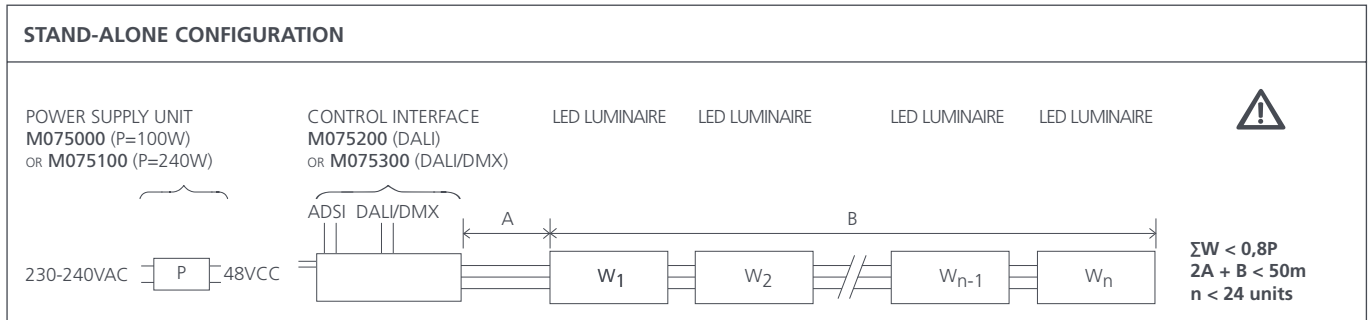 STAND-ALONE CONFIGURATION
POWER SUPPLY UNIT
M075000 (P=100W)
OR M075100 (P=240W)
CONTROL INTERFACE
M075200 (DALI)
OR M075300 (DALI/DMX)
LED LUMINAIRE
LED LUMINAIRE
LED LUMINAIRE
LED LUMINAIRE
ADSI DALI/DMX
A
B
230-240VAC
P
48VCC
W1
W2
Wn-1
Wn
∑W < 0,8P
2A + B < 50m
n < 24 units